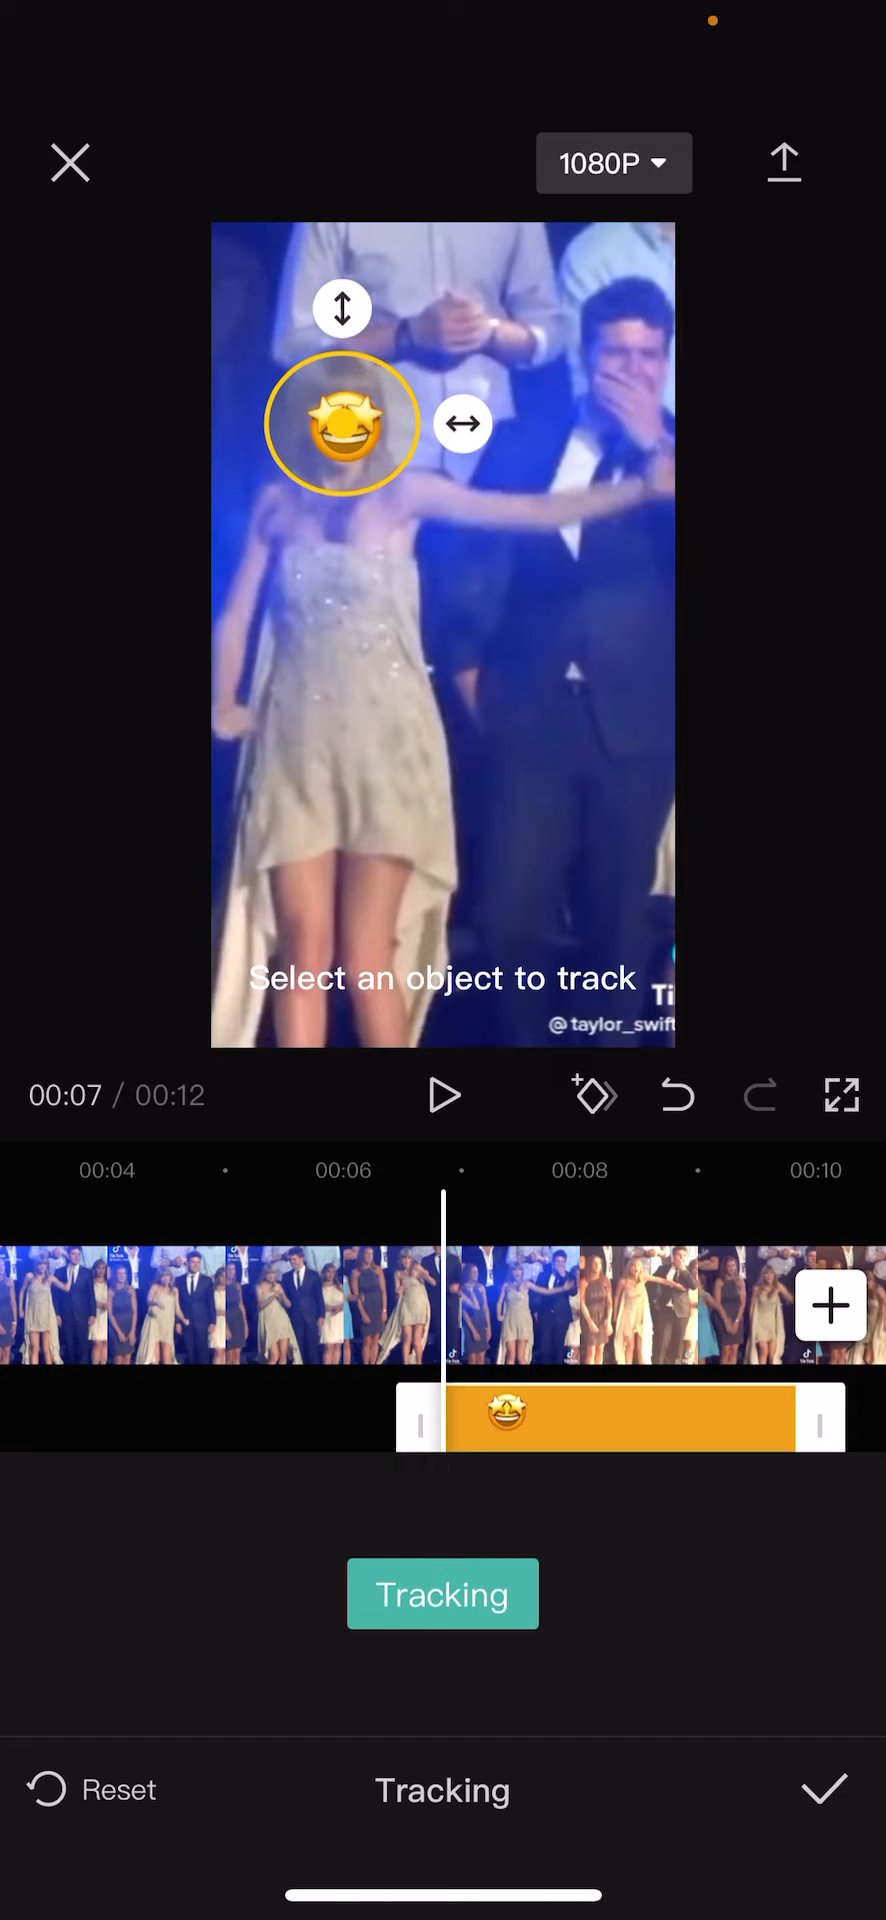 1080P
Select an object to track
Ti
@taylor_swift
00:07 / 00:12
00:04
00:06
00:08
00:10
Tracking
Reset
Tracking